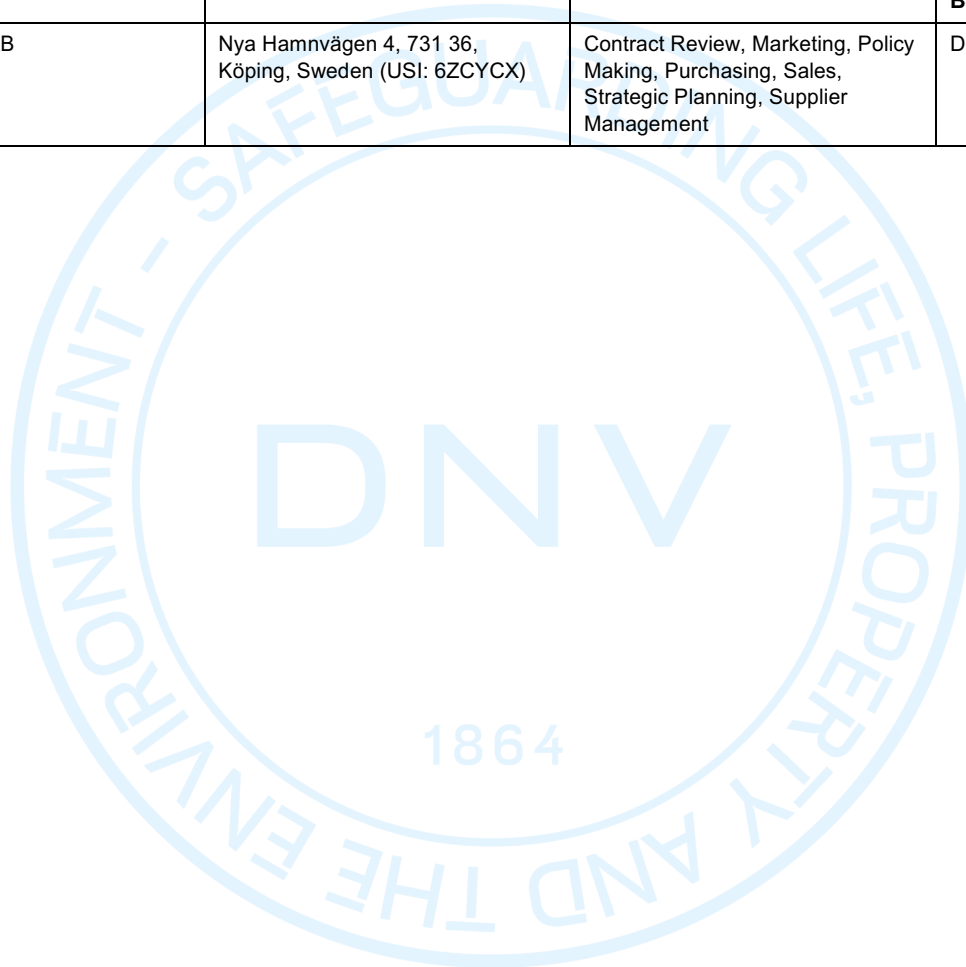 B
B
Nya Hamnvägen 4, 731 36,
Köping, Sweden (USI: 6ZCYCX)
Contract Review, Marketing, Policy
Making, Purchasing, Sales,
Strategic Planning, Supplier
Management
D
SAFEGUARDING LIFE, PROPERTY AND THE ENVIRONMENT -
DNV
1864